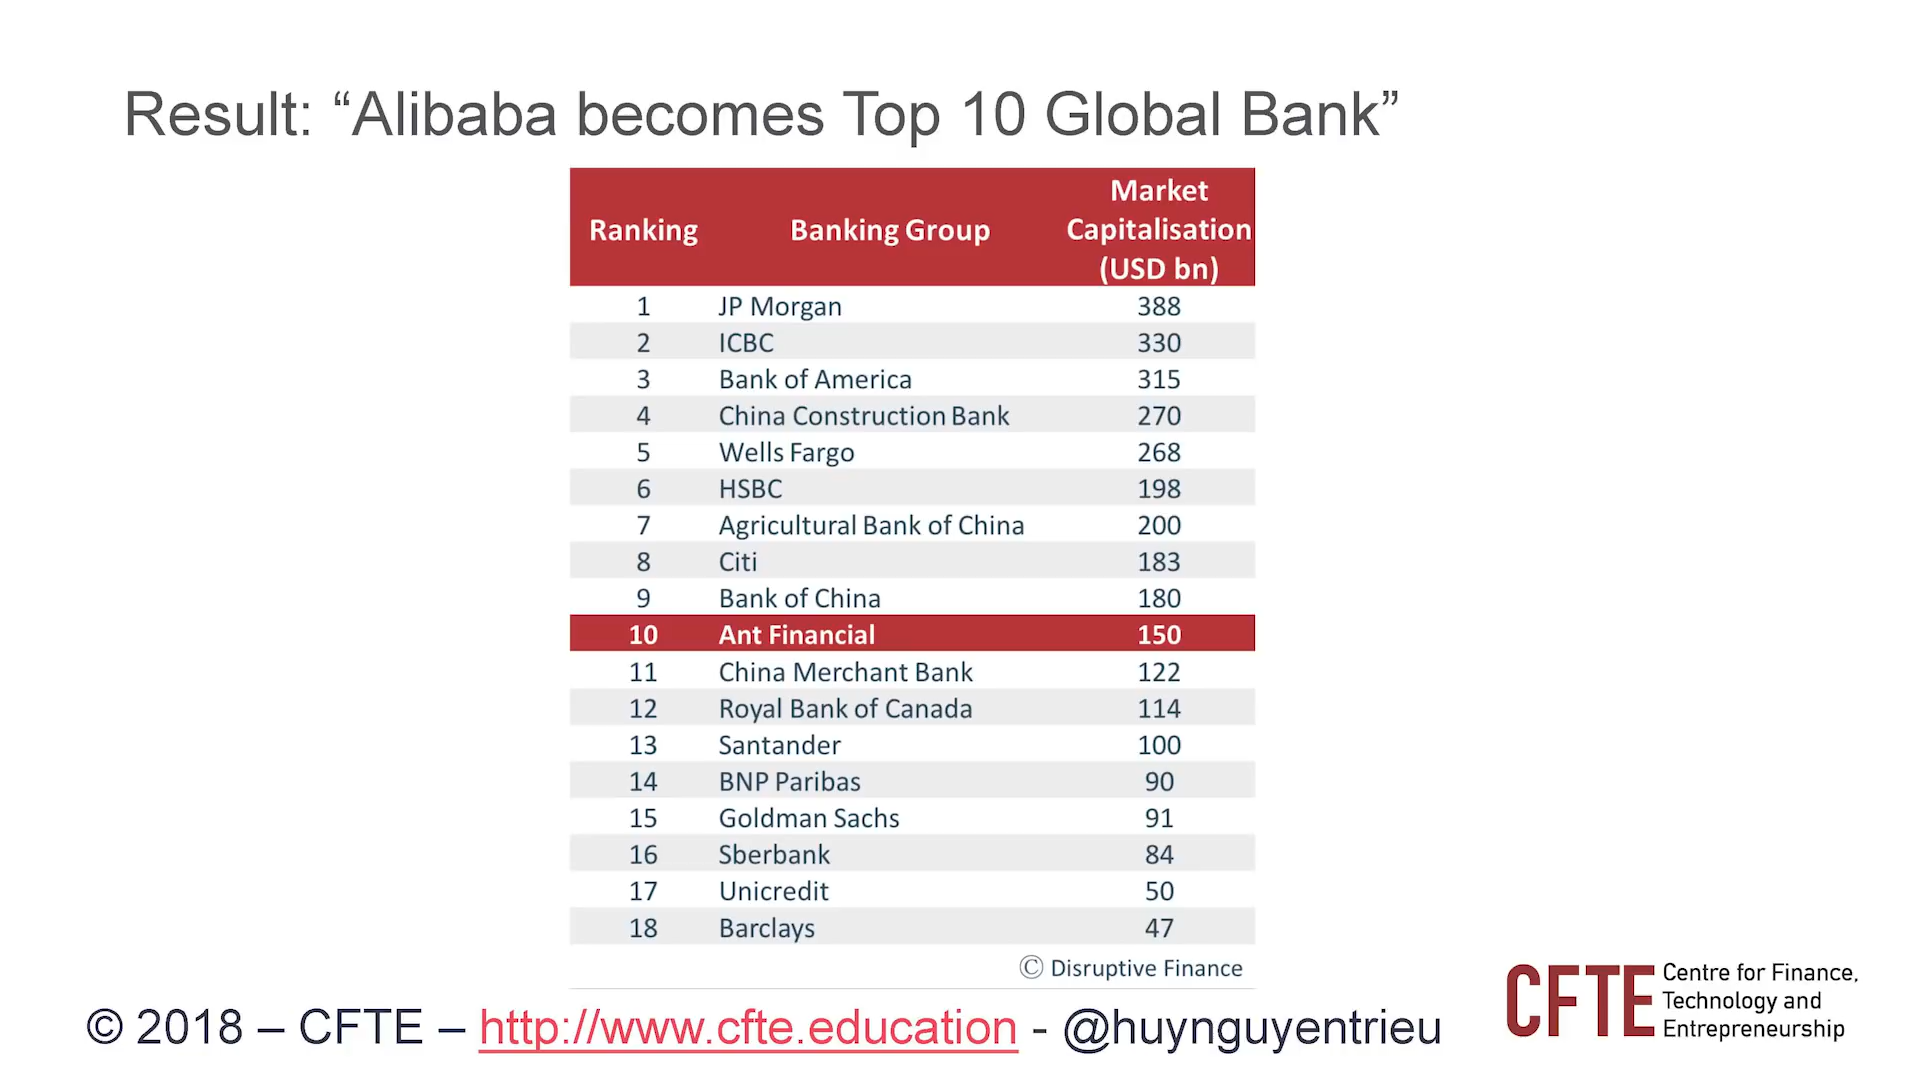 Result: “Alibaba becomes Top 10 Global Bank”
Ranking Banking Group Market Capitalisation (USD bn)
1 JP Morgan 388
2 ICBC 330
3 Bank of America 315
4 China Construction Bank 270
5 Wells Fargo 268
6 HSBC 198
7 Agricultural Bank of China 200
8 Citi 183
9 Bank of China 180
10 Ant Financial 150
11 China Merchant Bank 122
12 Royal Bank of Canada 114
13 Santander 100
14 BNP Paribas 90
15 Goldman Sachs 91
16 Sberbank 84
17 Unicredit 50
18 Barclays 47
© Disruptive Finance
© 2018 – CFTE – http://www.cfte.education - @huynguyentrieu
CFTE
Centre for Finance,
Technology and
Entrepreneurship